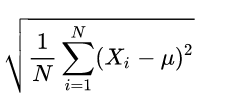 √(1/N ∑_{i=1}^{N} (X_i − μ)²)